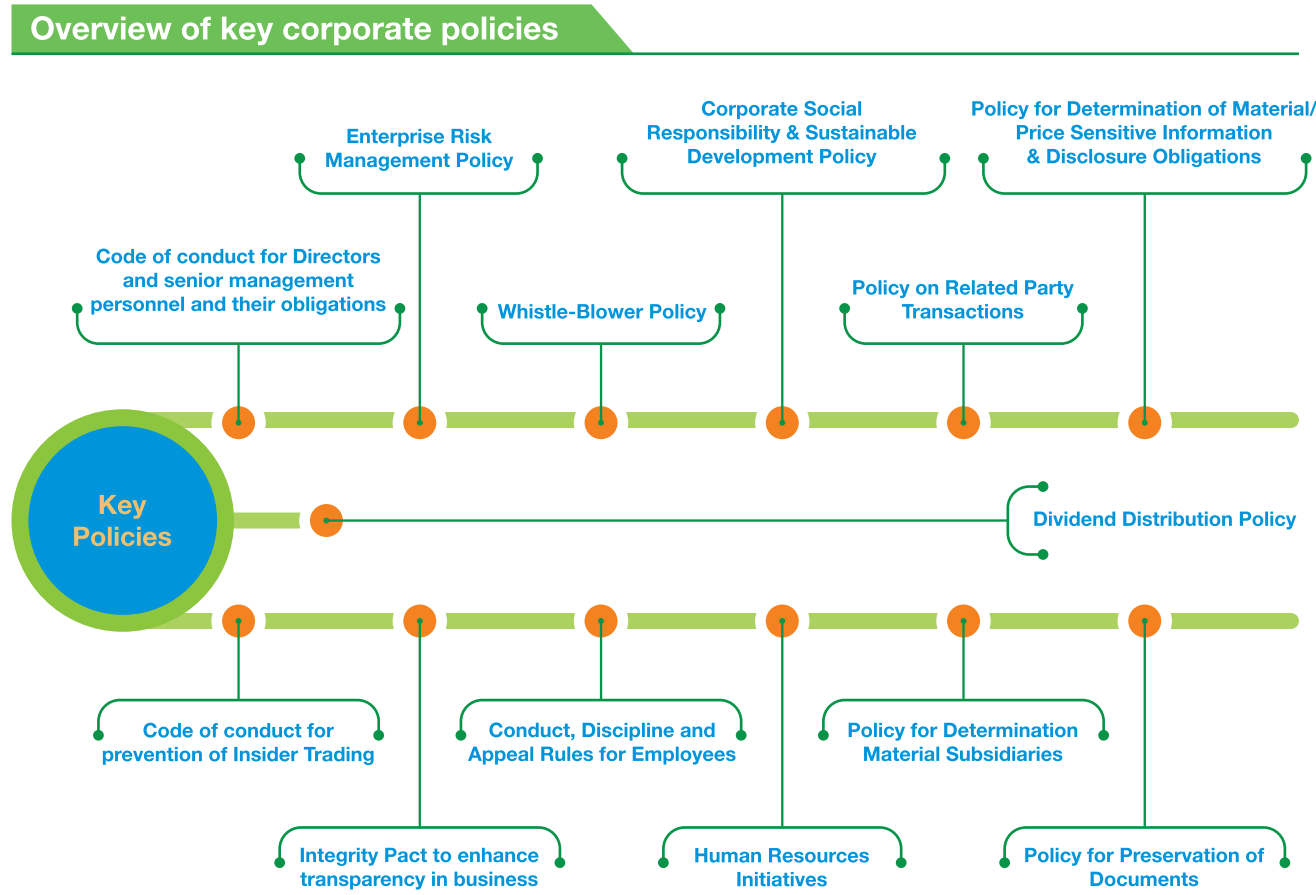 Overview of key corporate policies
Enterprise Risk
Management Policy
Corporate Social
Responsibility & Sustainable
Development Policy
Policy for Determination of Material/
Price Sensitive Information
& Disclosure Obligations
Code of conduct for Directors
and senior management
personnel and their obligations
Whistle-Blower Policy
Policy on Related Party
Transactions
Key
Policies
Dividend Distribution Policy
Code of conduct for
prevention of Insider Trading
Conduct, Discipline and
Appeal Rules for Employees
Policy for Determination
Material Subsidiaries
Integrity Pact to enhance
transparency in business
Human Resources
Initiatives
Policy for Preservation of
Documents